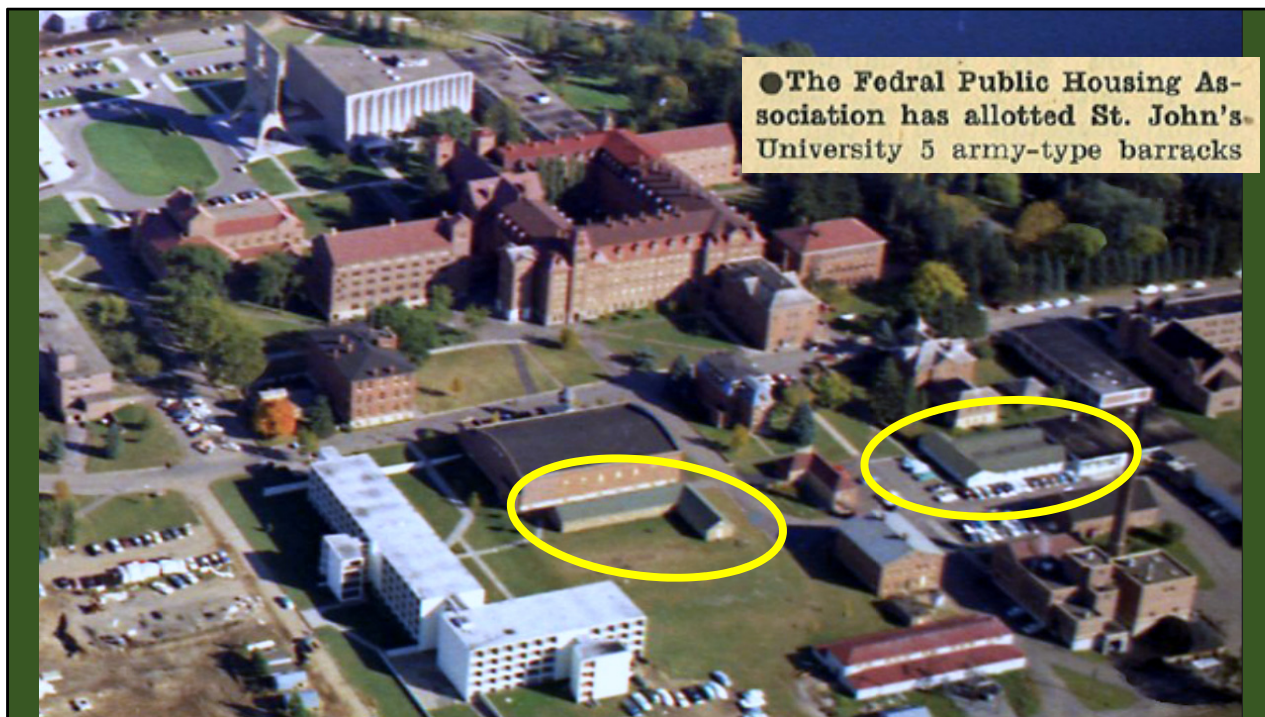 ●The Fedral Public Housing As-
sociation has allotted St. John's
University 5 army-type barracks